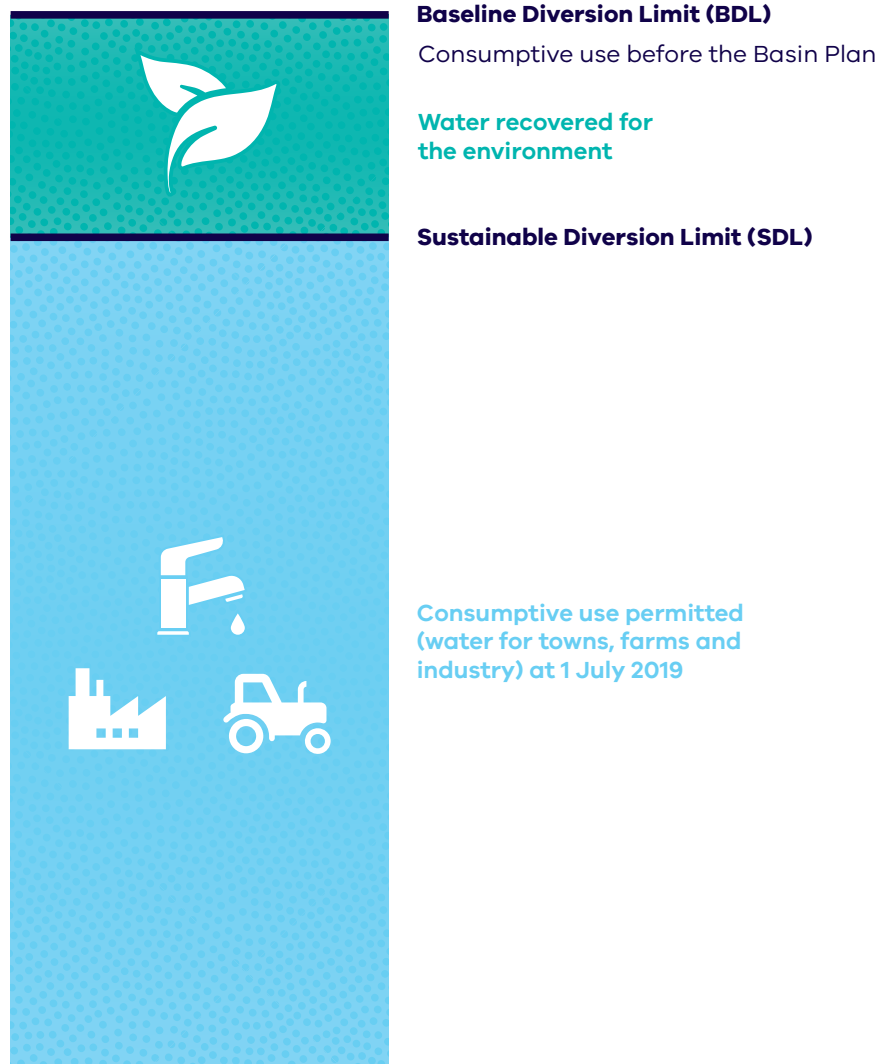 Baseline Diversion Limit (BDL)
Consumptive use before the Basin Plan
Water recovered for
the environment
Sustainable Diversion Limit (SDL)
Consumptive use permitted
(water for towns, farms and
industry) at 1 July 2019